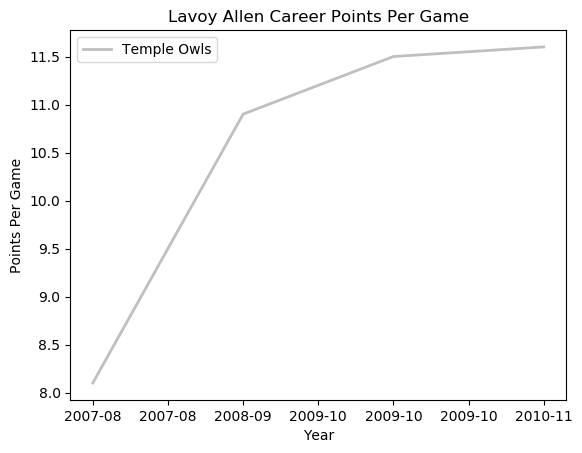 Lavoy Allen Career Points Per Game
Temple Owls
11.5
11.0
10.5
10.0
9.5
9.0
8.5
8.0
Points Per Game
2007-08 2007-08 2008-09 2009-10 2009-10 2009-10 2010-11
Year